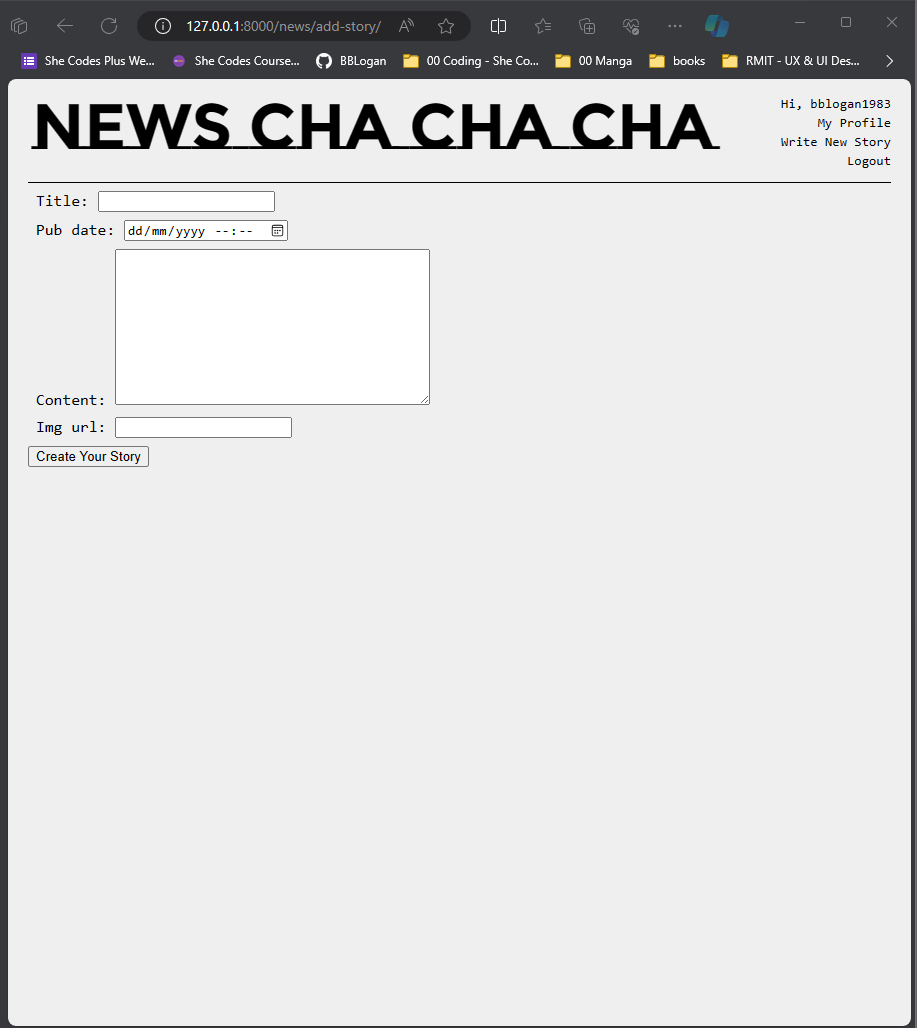 127.0.0.1:8000/news/add-story/
She Codes Plus We... She Codes Course... BBLogan 00 Coding - She Co... 00 Manga books RMIT - UX & UI Des...
NEWS CHA CHA CHA
Hi, bblogan1983
My Profile
Write New Story
Logout
Title:
Pub date: dd/mm/yyyy --:--
Content:
Img url:
Create Your Story